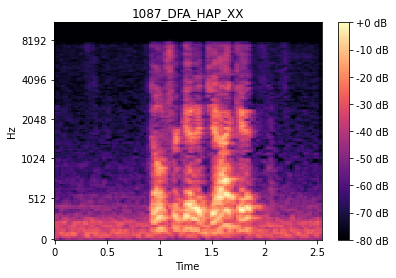 1087_DFA_HAP_XX
Hz
8192
4096
2048
1024
512
0
0
0.5
1
1.5
2
2.5
Time
+0 dB
-10 dB
-20 dB
-30 dB
-40 dB
-50 dB
-60 dB
-70 dB
-80 dB